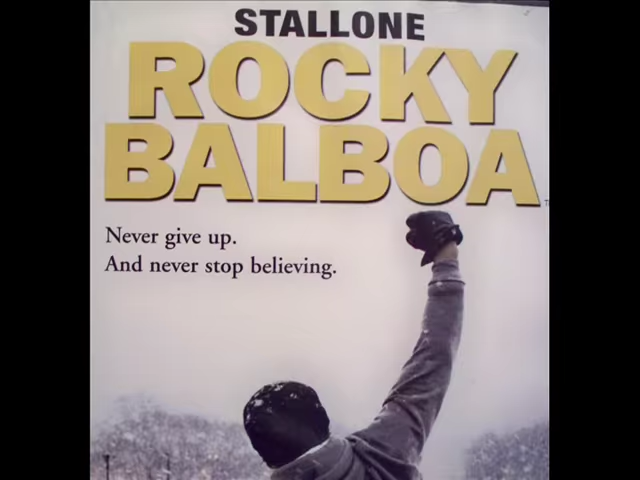 STALLONE
ROCKY
BALBOA
Never give up.
And never stop believing.